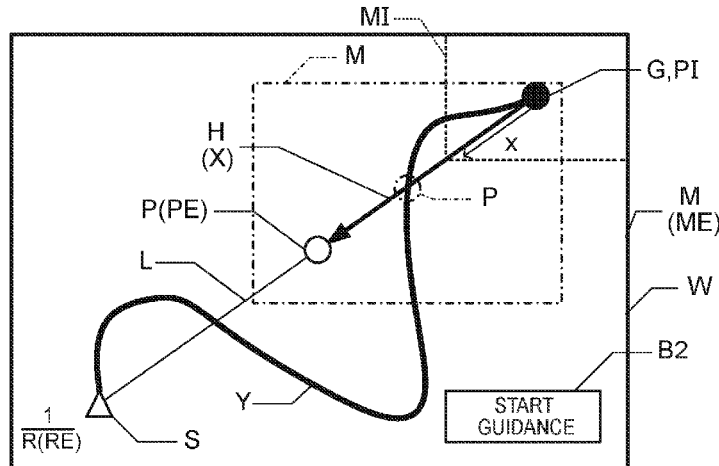 MI
M
G,PI
H
(X)
x
P(PE)
P
M
(ME)
L
W
B2
Y
START
GUIDANCE
1
R(RE)
S